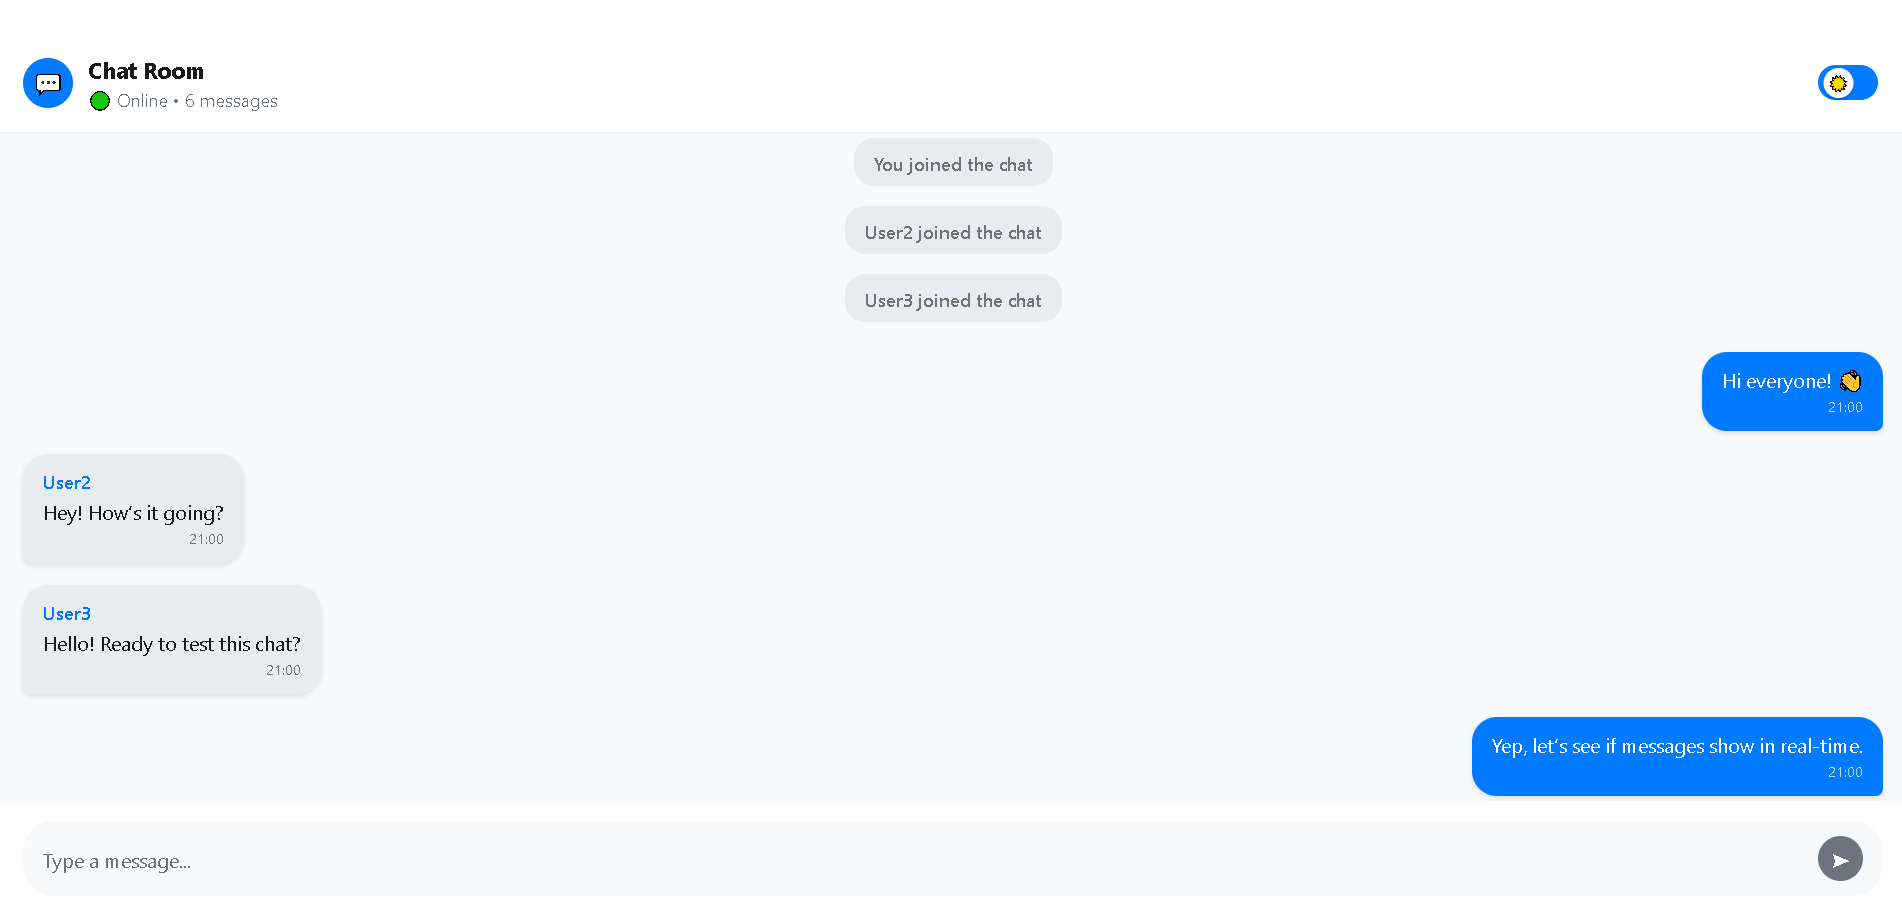 Chat Room
Online • 6 messages
You joined the chat
User2 joined the chat
User3 joined the chat
Hi everyone! 👋
21:00
User2
Hey! How’s it going?
21:00
User3
Hello! Ready to test this chat?
21:00
Yep, let’s see if messages show in real-time.
21:00
Type a message...